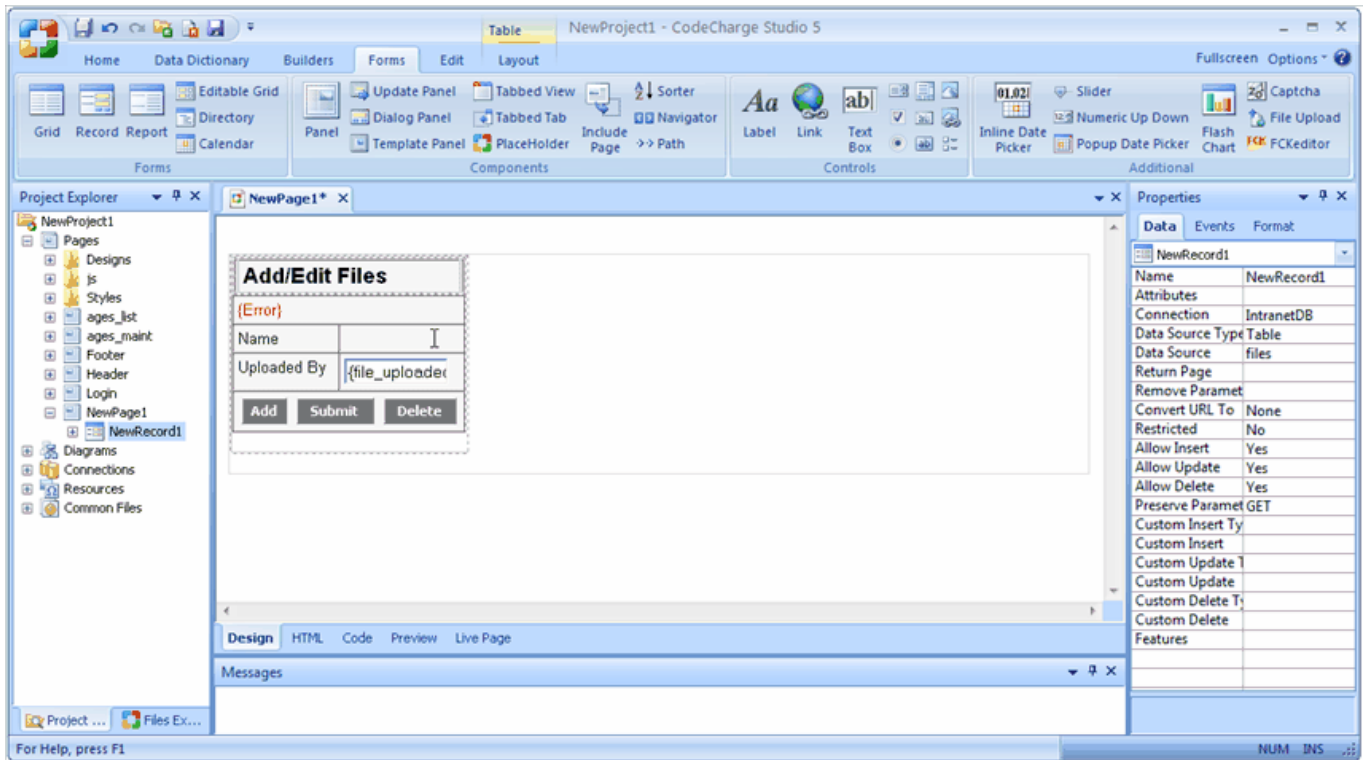 Table
NewProject1 - CodeCharge Studio 5
Home Data Dictionary Builders Forms Edit Layout Fullscreen Options
Grid Record Report
Editable Grid
Directory
Calendar
Forms
Panel
Update Panel
Dialog Panel
Template Panel
Tabbed View
Tabbed Tab
PlaceHolder
Include Page
Sorter
Navigator
Path
Components
Aa
Label
Link
ab
Text Box
Controls
01.02
Inline Date Picker
Slider
Numeric Up Down
Popup Date Picker
Flash Chart
Captcha
File Upload
FCKeditor
Additional
Project Explorer
NewProject1
Pages
Designs
js
Styles
ages_list
ages_maint
Footer
Header
Login
NewPage1
NewRecord1
Diagrams
Connections
Resources
Common Files
Project ... Files Ex...
NewPage1*
Add/Edit Files
{Error}
Name
Uploaded By {file_uploaded
Add Submit Delete
Design HTML Code Preview Live Page
Messages
Properties
Data Events Format
NewRecord1
Name NewRecord1
Attributes
Connection IntranetDB
Data Source Type Table
Data Source files
Return Page
Remove Paramet
Convert URL To None
Restricted No
Allow Insert Yes
Allow Update Yes
Allow Delete Yes
Preserve Paramet GET
Custom Insert Ty
Custom Insert
Custom Update T
Custom Update
Custom Delete Ty
Custom Delete
Features
For Help, press F1
NUM INS